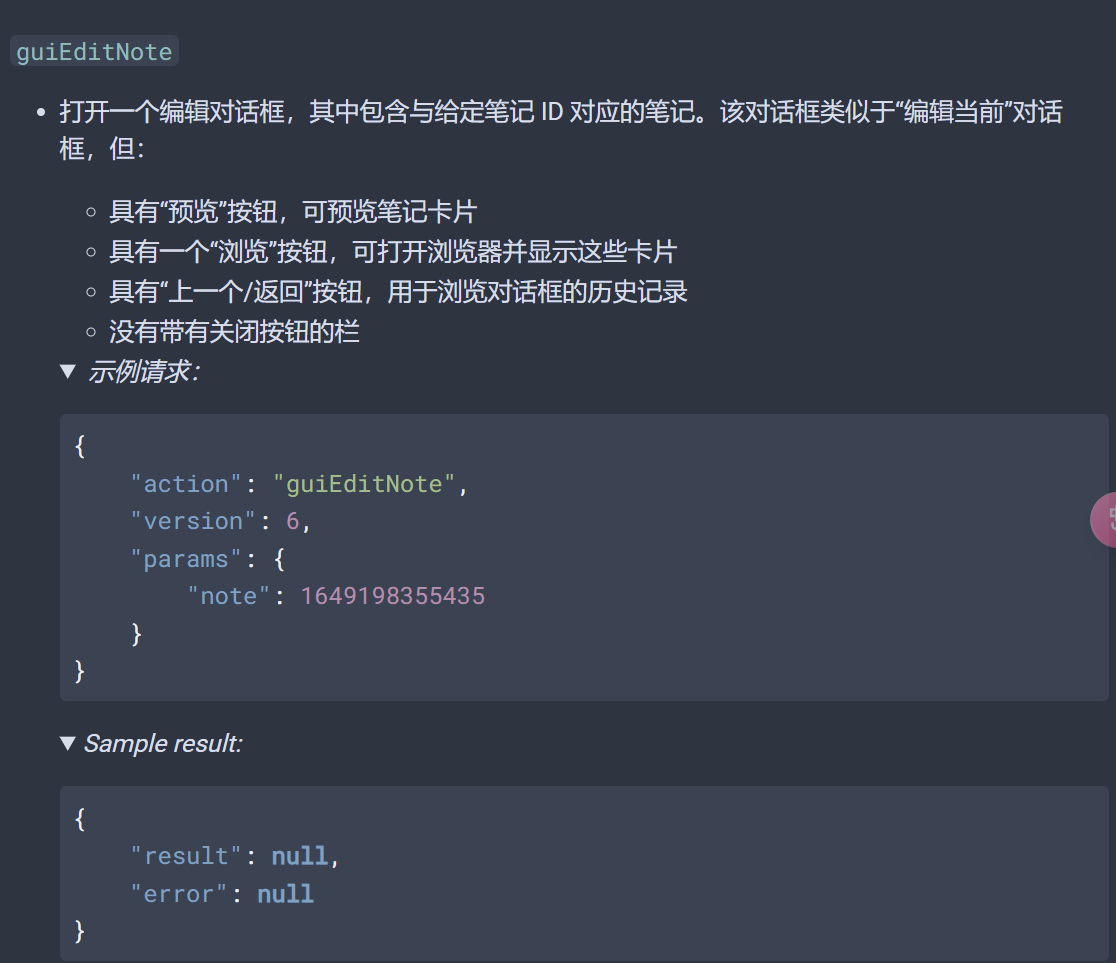 guiEditNote
• 打开一个编辑对话框，其中包含与给定笔记 ID 对应的笔记。该对话框类似于“编辑当前”对话
框，但：
◦ 具有“预览”按钮，可预览笔记卡片
◦ 具有一个“浏览”按钮，可打开浏览器并显示这些卡片
◦ 具有“上一个/返回”按钮，用于浏览对话框的历史记录
◦ 没有带有关闭按钮的栏
▼ 示例请求：
{
    "action": "guiEditNote",
    "version": 6,
    "params": {
        "note": 1649198355435
    }
}
▼ Sample result:
{
    "result": null,
    "error": null
}